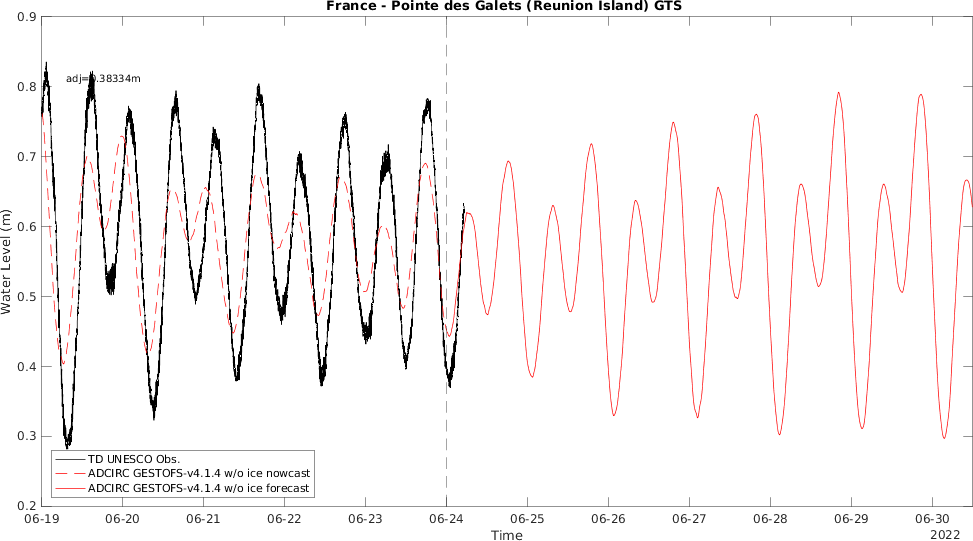 France - Pointe des Galets (Reunion Island) GTS
0.9
adj=0.38334m
0.8
0.7
0.6
0.5
0.4
0.3
0.2
Water Level (m)
TD UNESCO Obs.
ADCIRC GESTOFS-v4.1.4 w/o ice nowcast
ADCIRC GESTOFS-v4.1.4 w/o ice forecast
06-19 06-20 06-21 06-22 06-23 06-24 06-25 06-26 06-27 06-28 06-29 06-30
Time 2022